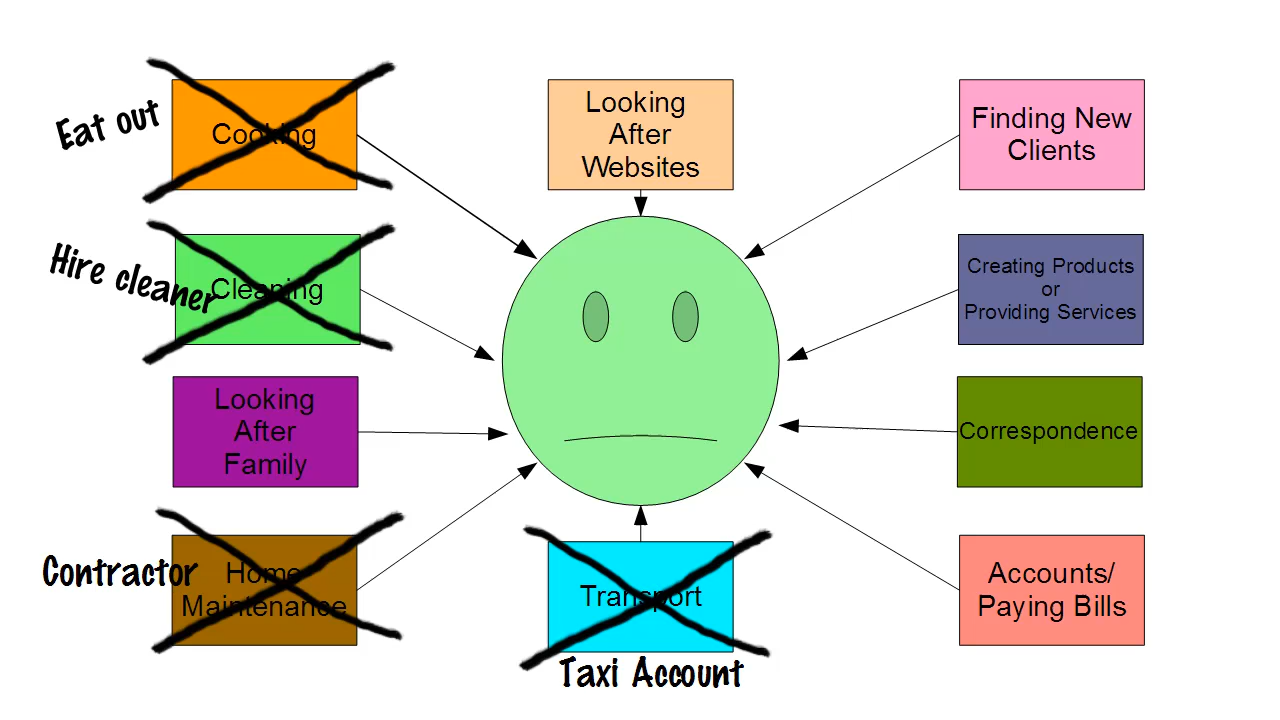 Eat out
Cooking
Looking
After
Websites
Finding New
Clients
Hire cleaner
Cleaning
Creating Products
or
Providing Services
Looking
After
Family
Correspondence
Contractor
Home
Maintenance
Transport
Taxi Account
Accounts/
Paying Bills